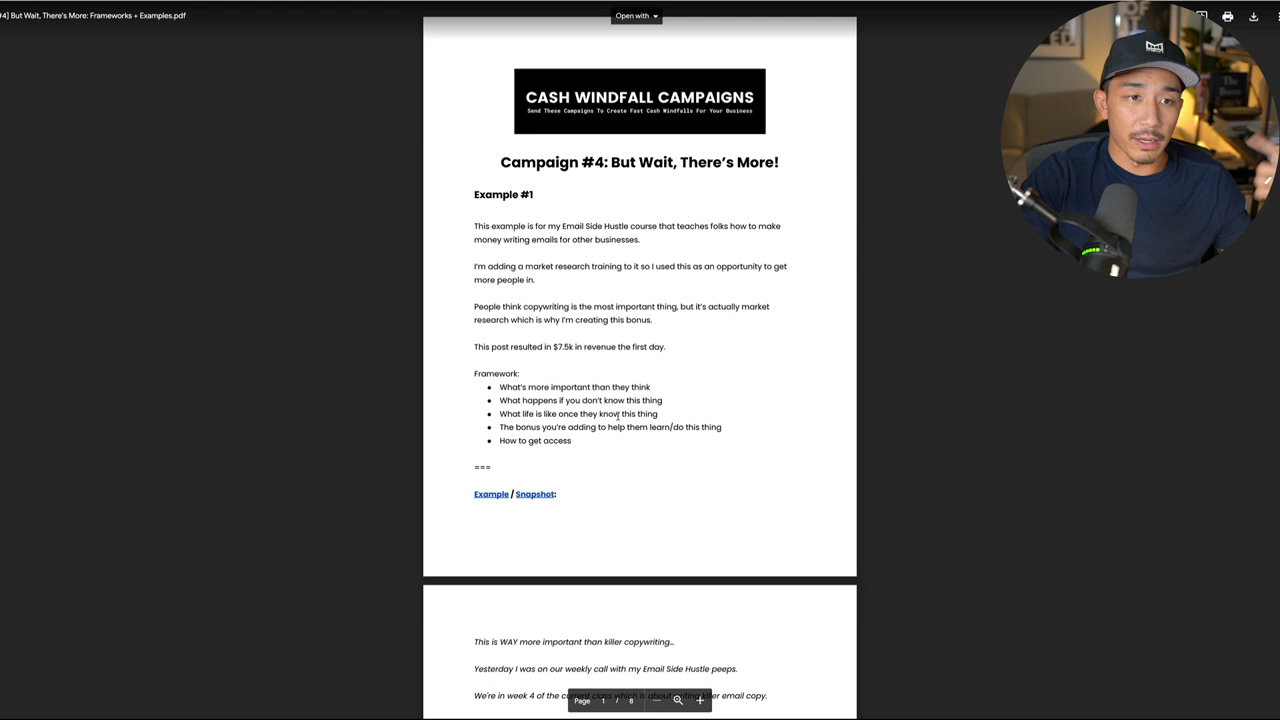 #4] But Wait, There's More: Frameworks + Examples.pdf
Open with
CASH WINDFALL CAMPAIGNS
Send These Campaigns To Create Fast Cash Windfalls For Your Business
Campaign #4: But Wait, There's More!
Example #1
This example is for my Email Side Hustle course that teaches folks how to make
money writing emails for other businesses.
I'm adding a market research training to it so I used this as an opportunity to get
more people in.
People think copywriting is the most important thing, but it's actually market
research which is why I'm creating this bonus.
This post resulted in $7.5k in revenue the first day.
Framework:
● What's more important than they think
● What happens if you don't know this thing
● What life is like once they know this thing
● The bonus you're adding to help them learn/do this thing
● How to get access
===
Example / Snapshot:
This is WAY more important than killer copywriting...
Yesterday I was on our weekly call with my Email Side Hustle peeps.
We're in week 4 of the current class which is about writing killer email copy.
Page 1 / 8